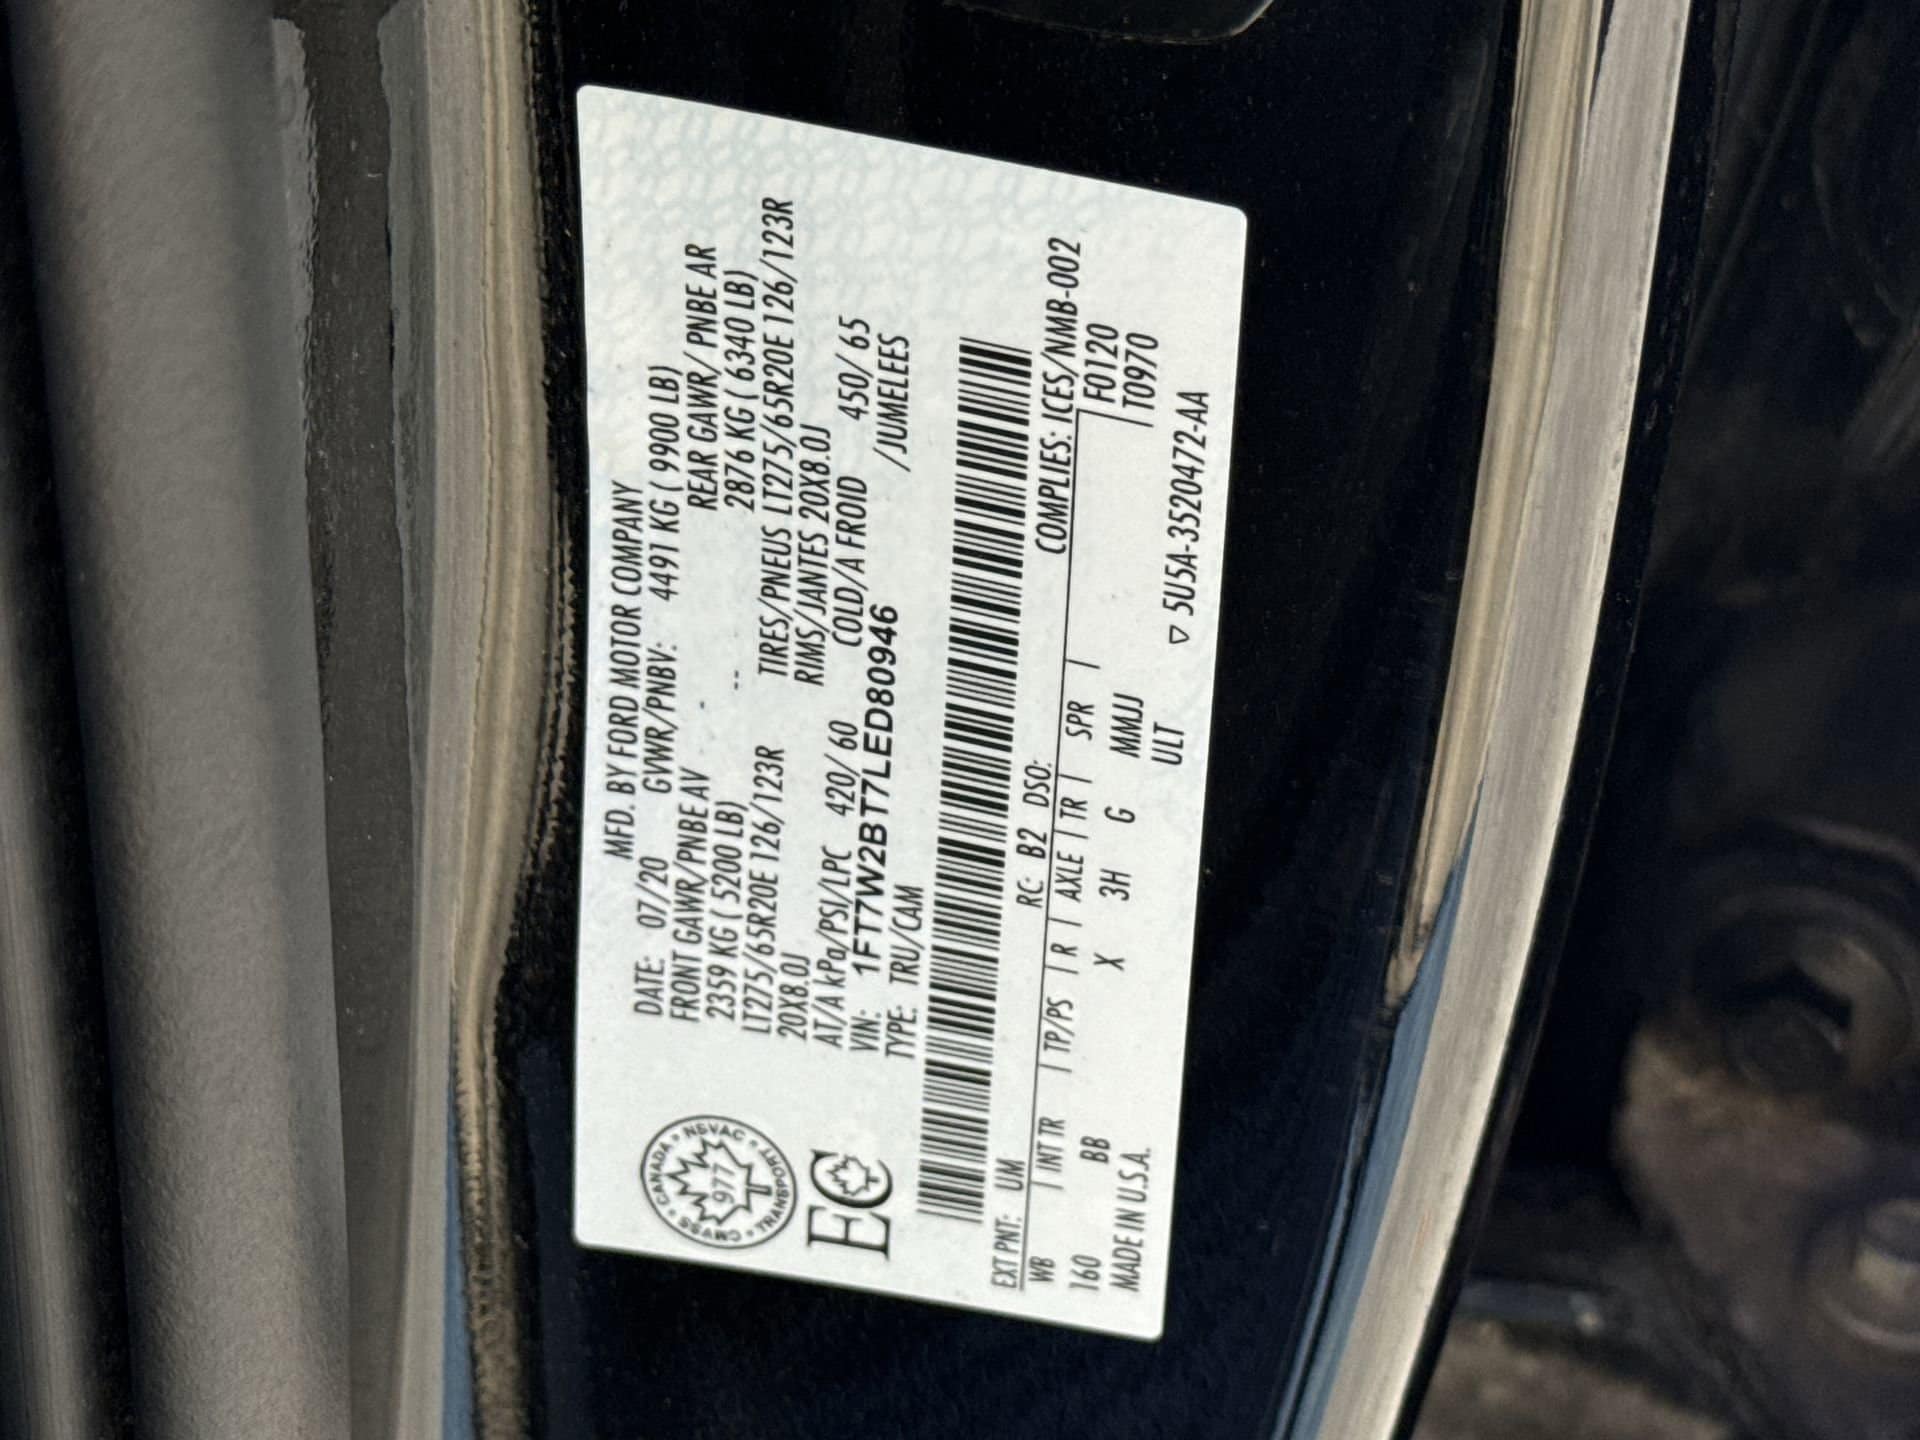 MFD. BY FORD MOTOR COMPANY
DATE: 07/20 GVWR/PNBV: 4491 KG ( 9900 LB)
FRONT GAWR/PNBE AV REAR GAWR/ PNBE AR
2359 KG ( 5200 LB) -- 2876 KG ( 6340 LB)
LT275/65R20E 126/123R TIRES/PNEUS LT275/65R20E 126/123R
20X8.0J RIMS/JANTES 20X8.0J
AT/A kPa/PSI/LPC 420/ 60 COLD/A FROID 450/ 65
VIN: 1FT7W2BT7LED80946 /JUMELEES
TYPE: TRU/CAM
CANADA • NSVAC • TRANSPORT • CMVSS •
977
EC
COMPLIES: ICES/NMB-002
EXT PNT: UM RC: B2 DSO: F0120
WB | INT TR | TP/PS | R | AXLE | TR | SPR | | T0970
160 BB X 3H G MMJJ
MADE IN U.S.A. ULT
▽ 5U5A-3520472-AA